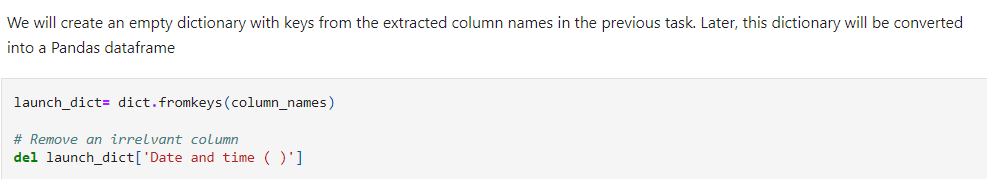 We will create an empty dictionary with keys from the extracted column names in the previous task. Later, this dictionary will be converted
into a Pandas dataframe
launch_dict= dict.fromkeys(column_names)
# Remove an irrelvant column
del launch_dict['Date and time ( )']